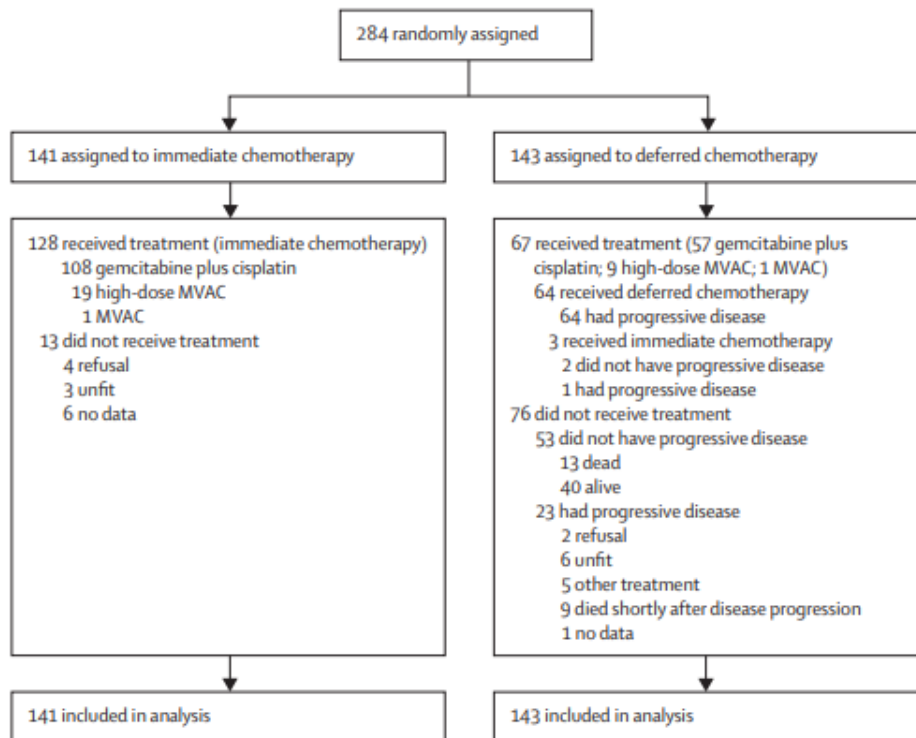 284 randomly assigned
141 assigned to immediate chemotherapy
143 assigned to deferred chemotherapy
128 received treatment (immediate chemotherapy)
108 gemcitabine plus cisplatin
19 high-dose MVAC
1 MVAC
13 did not receive treatment
4 refusal
3 unfit
6 no data
67 received treatment (57 gemcitabine plus
cisplatin; 9 high-dose MVAC; 1 MVAC)
64 received deferred chemotherapy
64 had progressive disease
3 received immediate chemotherapy
2 did not have progressive disease
1 had progressive disease
76 did not receive treatment
53 did not have progressive disease
13 dead
40 alive
23 had progressive disease
2 refusal
6 unfit
5 other treatment
9 died shortly after disease progression
1 no data
141 included in analysis
143 included in analysis